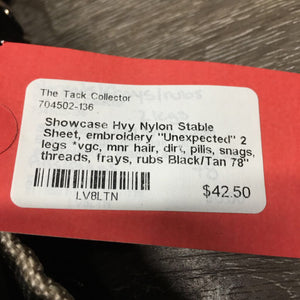 The Tack Collector
704502-136
Showcase Hvy Nylon Stable
Sheet, embroidery "Unexpected" 2
legs *vgc, mnr hair, dirt, pills, snags,
threads, frays, rubs Black/Tan 78"
LV8LTN
$42.50